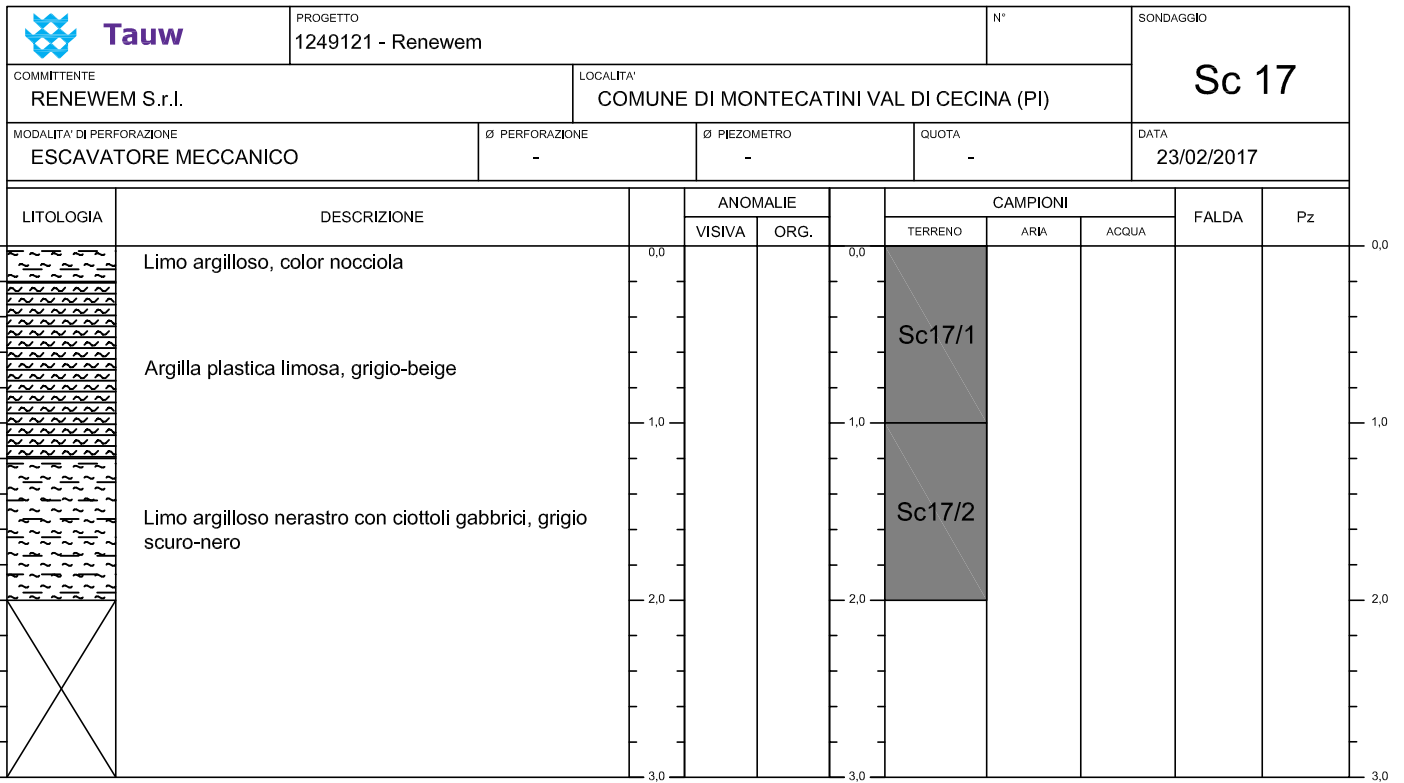 Tauw
PROGETTO
1249121 - Renewem
N°
SONDAGGIO
Sc 17
COMMITTENTE
RENEWEM S.r.l.
LOCALITA'
COMUNE DI MONTECATINI VAL DI CECINA (PI)
MODALITA' DI PERFORAZIONE
ESCAVATORE MECCANICO
Ø PERFORAZIONE
-
Ø PIEZOMETRO
-
QUOTA
-
DATA
23/02/2017
LITOLOGIA
DESCRIZIONE
ANOMALIE
VISIVA
ORG.
CAMPIONI
TERRENO
ARIA
ACQUA
FALDA
Pz
0,0
0,0
0,0
Limo argilloso, color nocciola
Sc17/1
Argilla plastica limosa, grigio-beige
1,0
1,0
1,0
Sc17/2
Limo argilloso nerastro con ciottoli gabbrici, grigio
scuro-nero
2,0
2,0
2,0
3,0
3,0
3,0